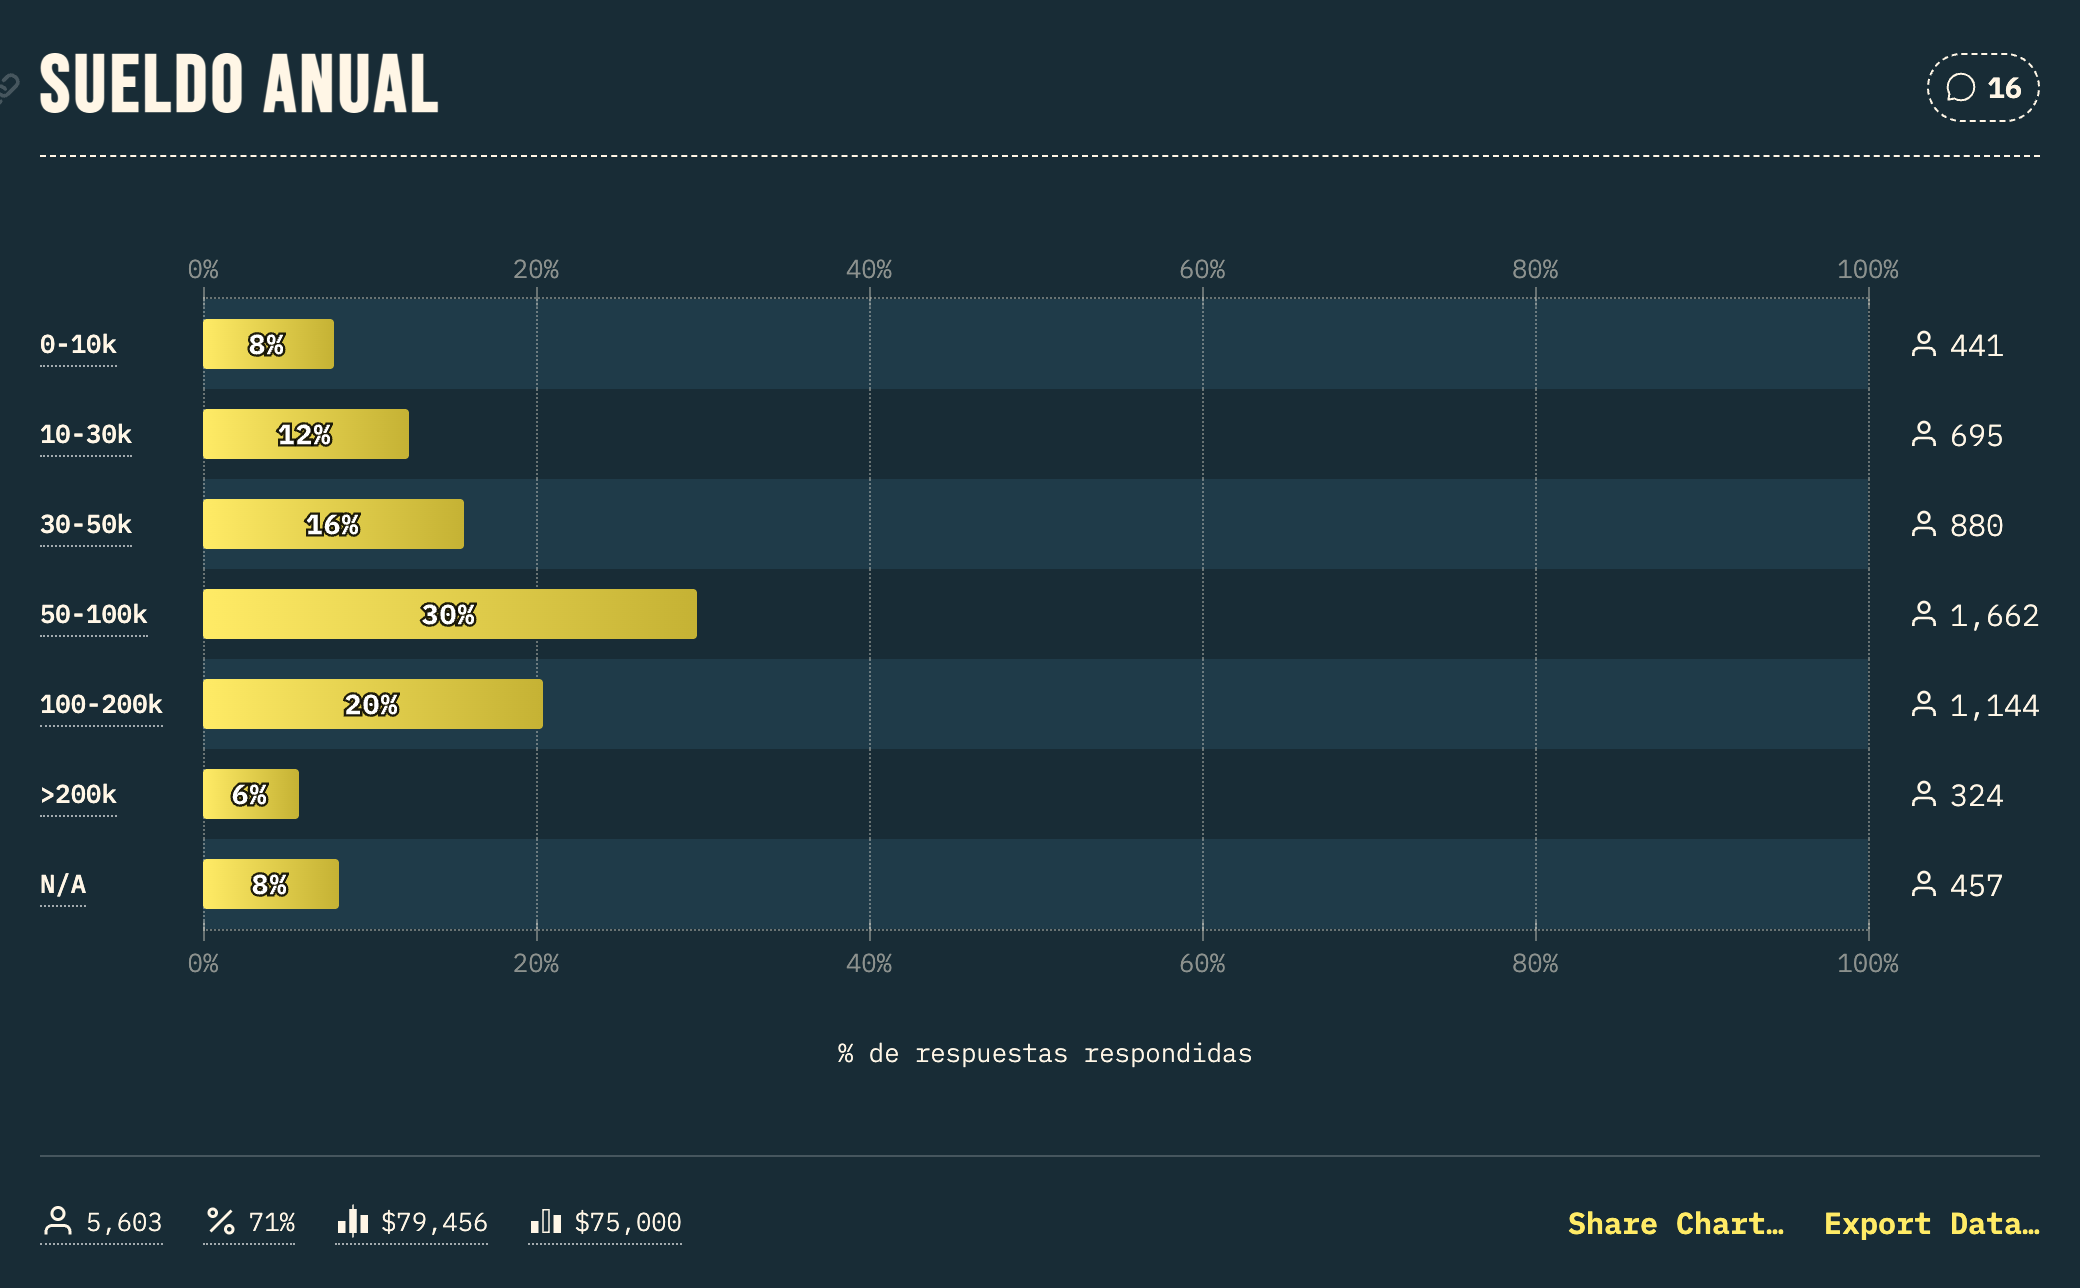 SUELDO ANUAL
16
0% 20% 40% 60% 80% 100%
0-10k 8% 441
10-30k 12% 695
30-50k 16% 880
50-100k 30% 1,662
100-200k 20% 1,144
>200k 6% 324
N/A 8% 457
0% 20% 40% 60% 80% 100%
% de respuestas respondidas
5,603 71% $79,456 $75,000 Share Chart… Export Data…